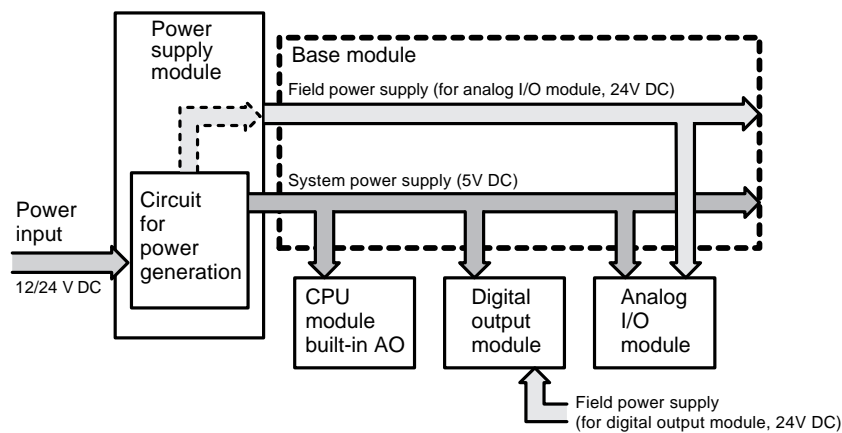 Power
supply
module
Base module
Field power supply (for analog I/O module, 24V DC)
System power supply (5V DC)
Power
input
12/24 V DC
Circuit
for
power
generation
CPU
module
built-in AO
Digital
output
module
Analog
I/O
module
Field power supply
(for digital output module, 24V DC)